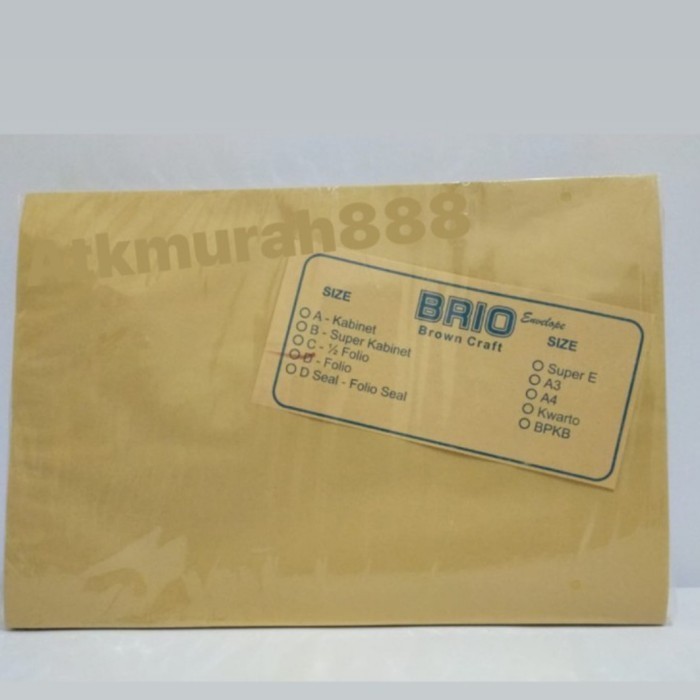 Atkmurah888
BRIO Envelope
Brown Craft
SIZE
A - Kabinet
B - Super Kabinet
C - ½ Folio
D - Folio
D Seal - Folio Seal
SIZE
Super E
A3
A4
Kwarto
BPKB